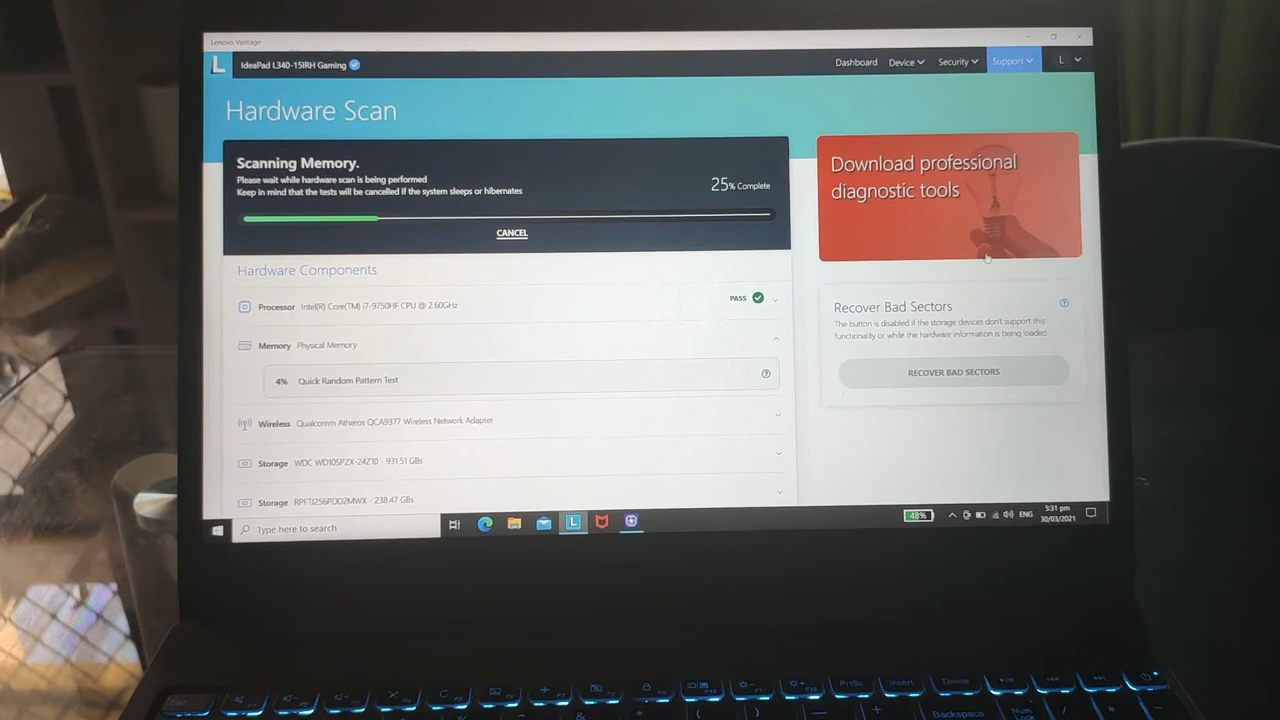 Lenovo Vantage
L IdeaPad L340-15IRH Gaming
Dashboard Device Security Support L
Hardware Scan
Scanning Memory.
Please wait while hardware scan is being performed
Keep in mind that the tests will be cancelled if the system sleeps or hibernates
25% Complete
CANCEL
Download professional
diagnostic tools
Hardware Components
Processor Intel(R) Core(TM) i7-9750HF CPU @ 2.60GHz
PASS
Memory Physical Memory
4% Quick Random Pattern Test
Wireless Qualcomm Atheros QCA9377 Wireless Network Adapter
Storage WDC WD10SPZX-24Z10 - 931.51 GBs
Storage RPFTJ256PDD2MWX - 238.47 GBs
Recover Bad Sectors
The button is disabled if the storage devices don't support this
functionality or while the hardware information is being loaded.
RECOVER BAD SECTORS
Type here to search
L
48%
ENG
5:31 pm
30/03/2021
Esc
PrtSc Insert Delete
Backspace
Num